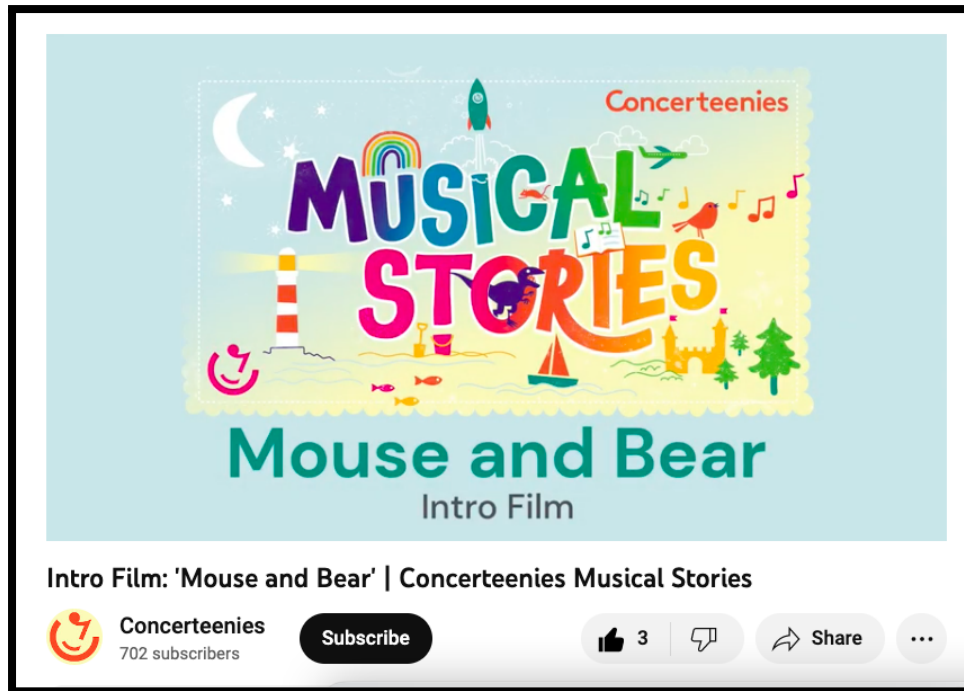 Concerteenies
MUSICAL
STORIES
Mouse and Bear
Intro Film
Intro Film: 'Mouse and Bear' | Concerteenies Musical Stories
Concerteenies
702 subscribers
Subscribe
3
Share